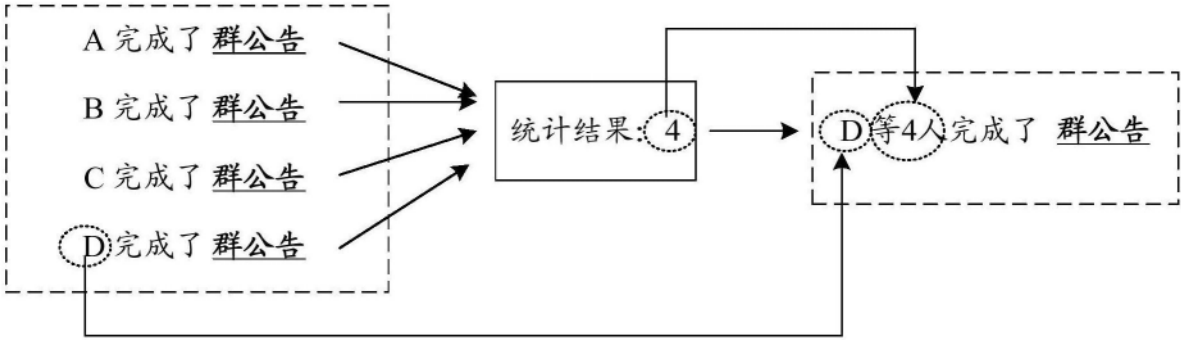 A 完成了 群公告
B 完成了 群公告
C 完成了 群公告
D 完成了 群公告
统计结果: 4
D 等4人完成了 群公告